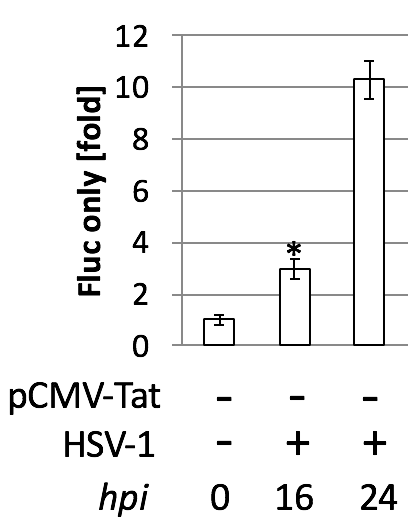 12
10
8
6
4
2
0
Fluc only [fold]
*
pCMV-Tat - - -
HSV-1 - + +
hpi 0 16 24